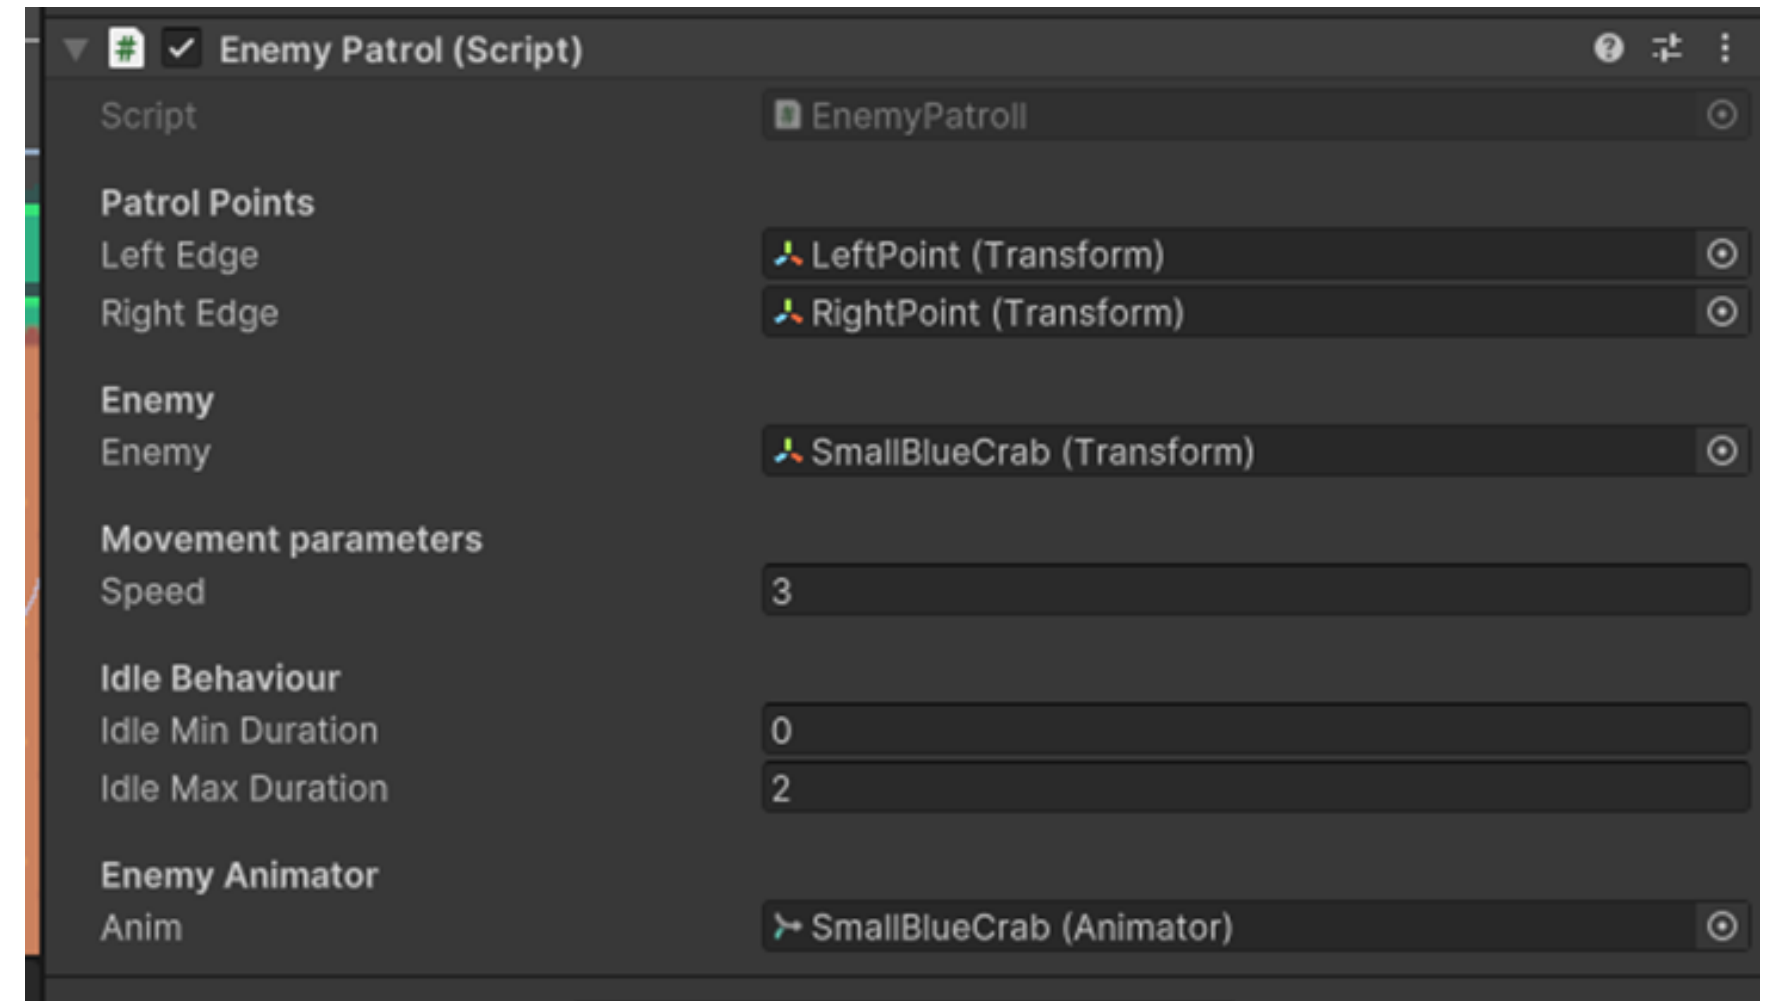 Enemy Patrol (Script)
Script EnemyPatroll
Patrol Points
Left Edge LeftPoint (Transform)
Right Edge RightPoint (Transform)
Enemy
Enemy SmallBlueCrab (Transform)
Movement parameters
Speed 3
Idle Behaviour
Idle Min Duration 0
Idle Max Duration 2
Enemy Animator
Anim SmallBlueCrab (Animator)